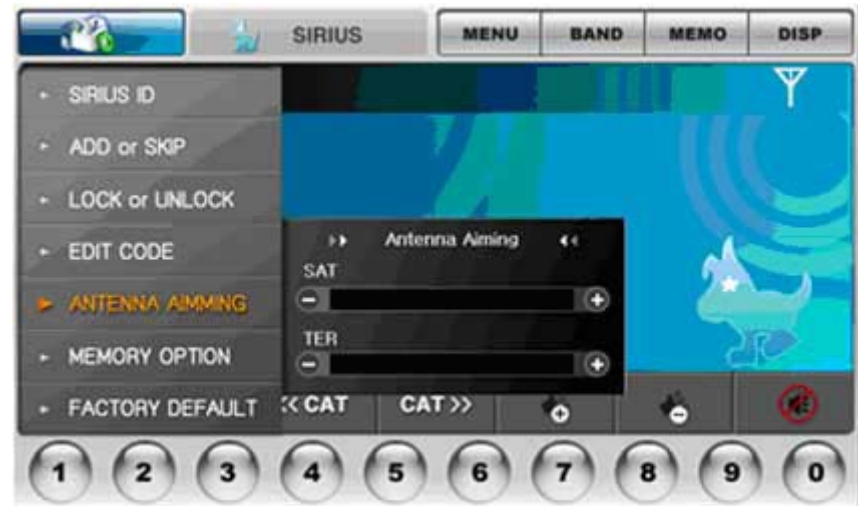 SIRIUS
MENU
BAND
MEMO
DISP
SIRIUS ID
ADD or SKIP
LOCK or UNLOCK
EDIT CODE
ANTENNA AIMMING
MEMORY OPTION
FACTORY DEFAULT
Antenna Aiming
SAT
TER
<< CAT
CAT >>
1 2 3 4 5 6 7 8 9 0